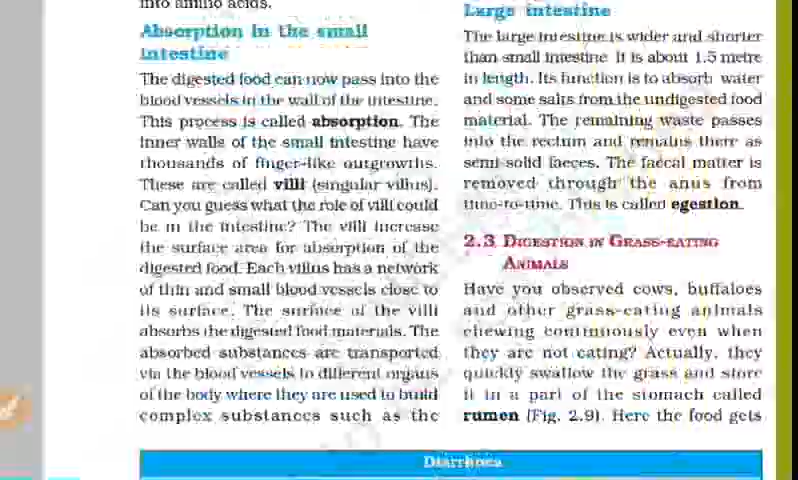 into amino acids.
Absorption in the small
intestine
The digested food can now pass into the
blood vessels in the wall of the intestine.
This process is called absorption. The
inner walls of the small intestine have
thousands of finger-like outgrowths.
These are called villi (singular villus).
Can you guess what the role of villi could
be in the intestine? The villi increase
the surface area for absorption of the
digested food. Each villus has a network
of thin and small blood vessels close to
its surface. The surface of the villi
absorbs the digested food materials. The
absorbed substances are transported
via the blood vessels to different organs
of the body where they are used to build
complex substances such as the
Large intestine
The large intestine is wider and shorter
than small intestine. It is about 1.5 metre
in length. Its function is to absorb water
and some salts from the undigested food
material. The remaining waste passes
into the rectum and remains there as
semi-solid faeces. The faecal matter is
removed through the anus from
time-to-time. This is called egestion.
2.3 DIGESTION IN GRASS-EATING
ANIMALS
Have you observed cows, buffaloes
and other grass-eating animals
chewing continuously even when
they are not eating? Actually, they
quickly swallow the grass and store
it in a part of the stomach called
rumen (Fig. 2.9). Here the food gets
Diarrhoea